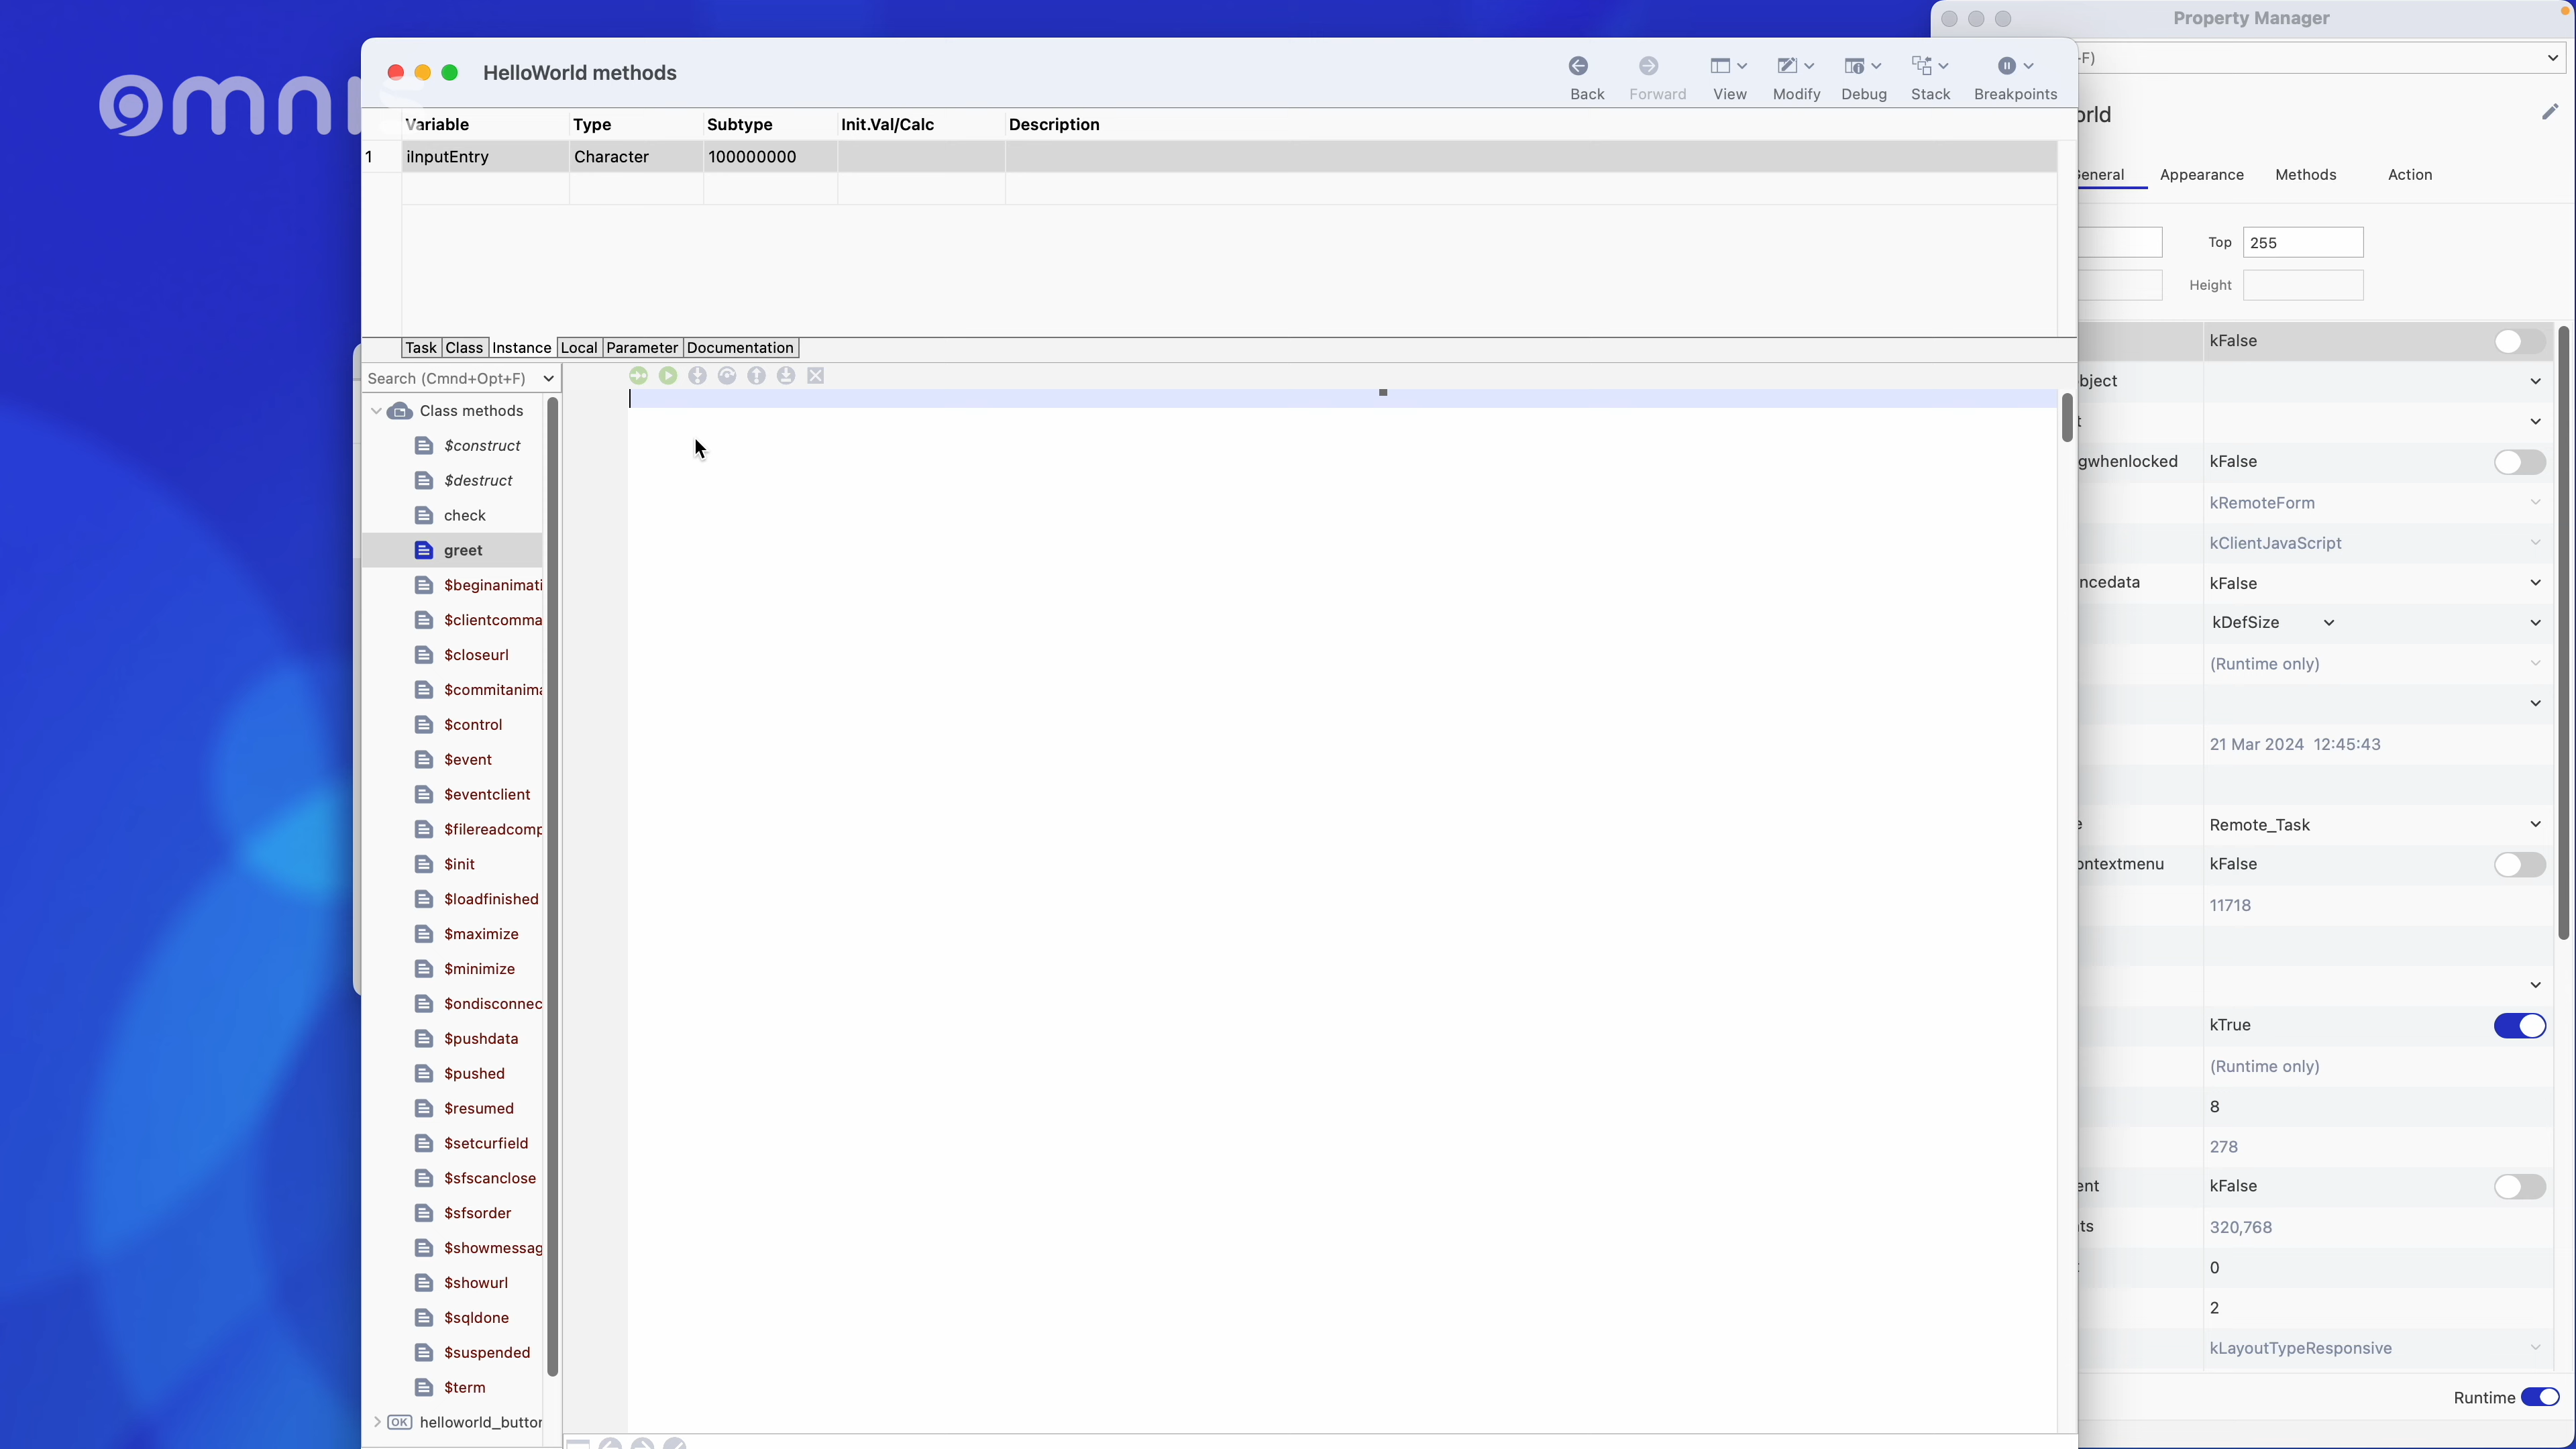 Property Manager
HelloWorld methods
Back
Forward
View
Modify
Debug
Stack
Breakpoints
Variable Type Subtype Init.Val/Calc Description
1 iInputEntry Character 100000000
Task Class Instance Local Parameter Documentation
Search (Cmnd+Opt+F)
Class methods
$construct
$destruct
check
greet
$beginanimati
$clientcomma
$closeurl
$commitanima
$control
$event
$eventclient
$filereadcomp
$init
$loadfinished
$maximize
$minimize
$ondisconnec
$pushdata
$pushed
$resumed
$setcurfield
$sfscanclose
$sfsorder
$showmessag
$showurl
$sqldone
$suspended
$term
OK helloworld_button
-F)
orld
General Appearance Methods Action
Top 255
Height
kFalse
bject
t
gwhenlocked kFalse
kRemoteForm
kClientJavaScript
ncedata kFalse
kDefSize
(Runtime only)
21 Mar 2024 12:45:43
e Remote_Task
ontextmenu kFalse
11718
kTrue
(Runtime only)
8
278
ent kFalse
ts 320,768
0
2
kLayoutTypeResponsive
Runtime